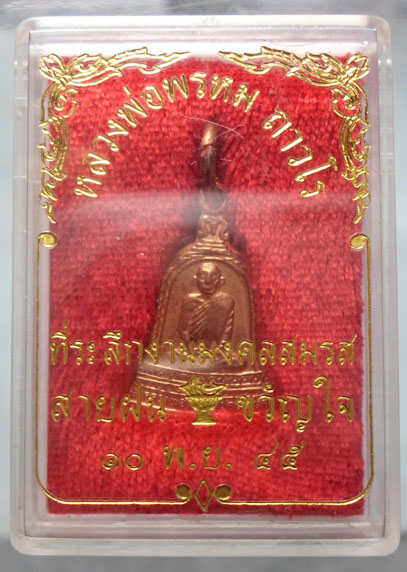 หลวงพ่อพรหม ถาวโร
ที่ระลึกงานมงคลสมรส
สายฝน ขวัญใจ
๑๐ พ.ย. ๔๕